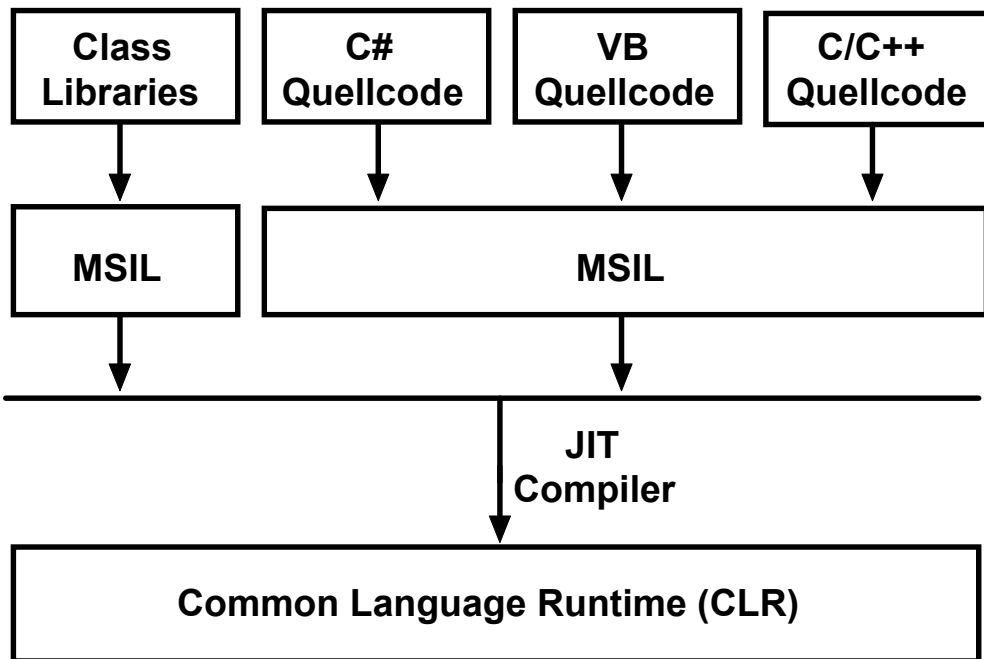 Class
Libraries
C#
Quellcode
VB
Quellcode
C/C++
Quellcode
MSIL
MSIL
JIT
Compiler
Common Language Runtime (CLR)